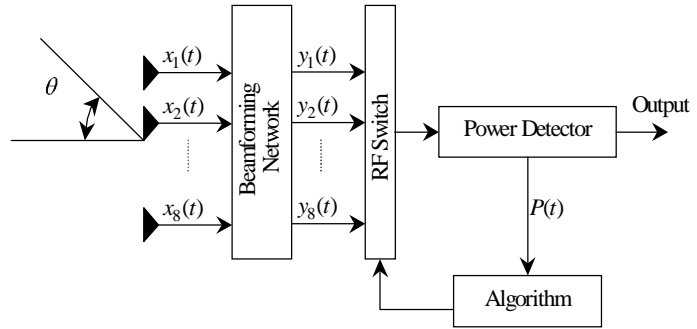 θ
x1(t)
x2(t)
x8(t)
Beamforming
Network
y1(t)
y2(t)
y8(t)
RF Switch
Power Detector
Output
P(t)
Algorithm